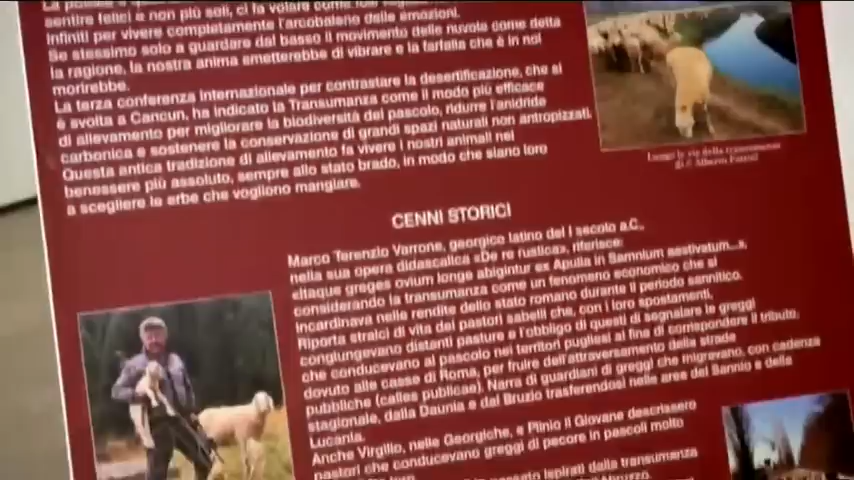 sentire felici e non più soli, ci fa volare come
infiniti per vivere completamente l'arcobaleno delle emozioni.
Se stessimo solo a guardare dal basso il movimento delle nuvole come detta
la ragione, la nostra anima smetterebbe di vibrare e la farfalla che è in noi
morirebbe.
La terza conferenza internazionale per contrastare la desertificazione, che si
è svolta a Cancun, ha indicato la Transumanza come il modo più efficace
di allevamento per migliorare la biodiversità del pascolo, ridurre l'anidride
carbonica e sostenere la conservazione di grandi spazi naturali non antropizzati.
Questa antica tradizione di allevamento fa vivere i nostri animali nel
benessere più assoluto, sempre allo stato brado, in modo che siano loro
a scegliere le erbe che vogliono mangiare.
Lungo le vie della transumanza
di © Alberto
CENNI STORICI
Marco Terenzio Varrone, georgico latino del I secolo a.C.,
nella sua opera didascalica «De re rustica», riferisce:
«Itaque greges ovium longe abigintur ex Apulia in Samnium aestivatum...»,
considerando la transumanza come un fenomeno economico che si
incardinava nelle rendite dello stato romano durante il periodo sannitico.
Riporta stralci di vita dei pastori sabelli che, con i loro spostamenti,
congiungevano distanti pasture e l'obbligo di questi di segnalare le greggi
che conducevano al pascolo nei territori pugliesi al fine di corrispondere il tributo,
dovuto alle casse di Roma, per fruire dell'attraversamento delle strade
pubbliche (calles publicae). Narra di guardiani di greggi che migravano, con cadenza
stagionale, dalla Daunia e dal Bruzio trasferendosi nelle aree del Sannio e della
Lucania.
Anche Virgilio, nelle Georgiche, e Plinio il Giovane descrissero
pastori che conducevano greggi di pecore in pascoli molto
passato ispirati dalla transumanza